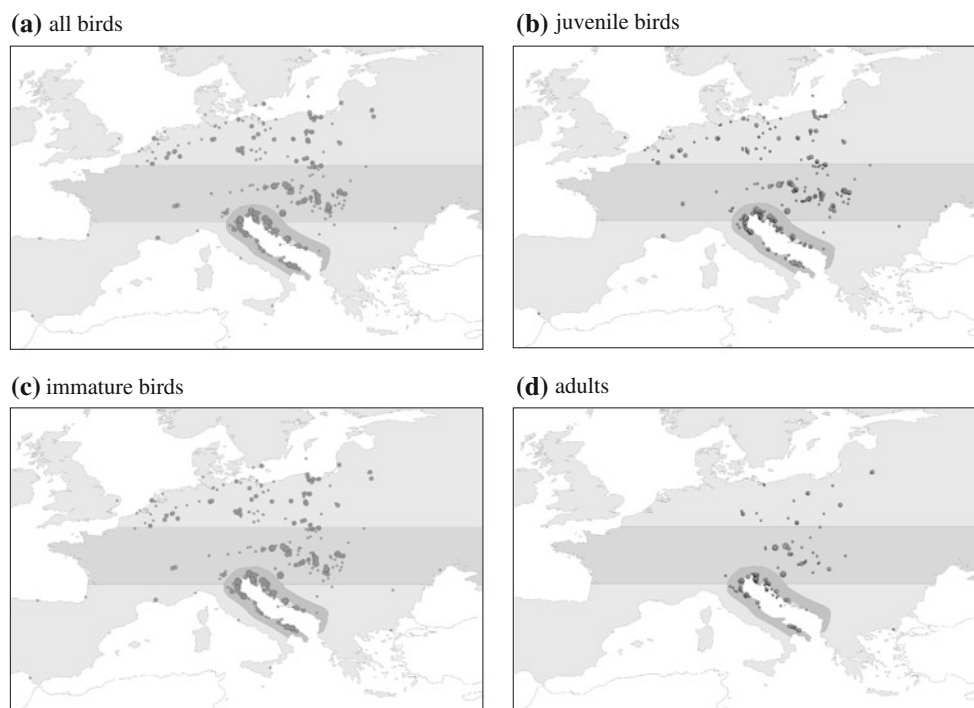 (a) all birds
(b) juvenile birds
(c) immature birds
(d) adults